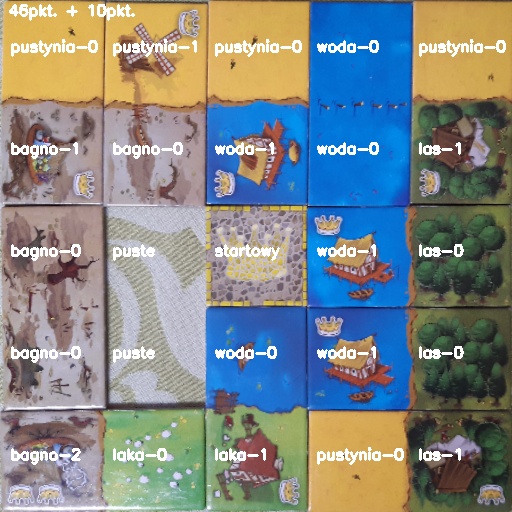 46pkt. + 10pkt.
pustynia-0 pustynia-1 pustynia-0 woda-0 pustynia-0
bagno-1 bagno-0 woda-1 woda-0 las-1
bagno-0 puste startowy woda-1 las-0
bagno-0 puste woda-0 woda-1 las-0
bagno-2 laka-0 laka-1 pustynia-0 las-1